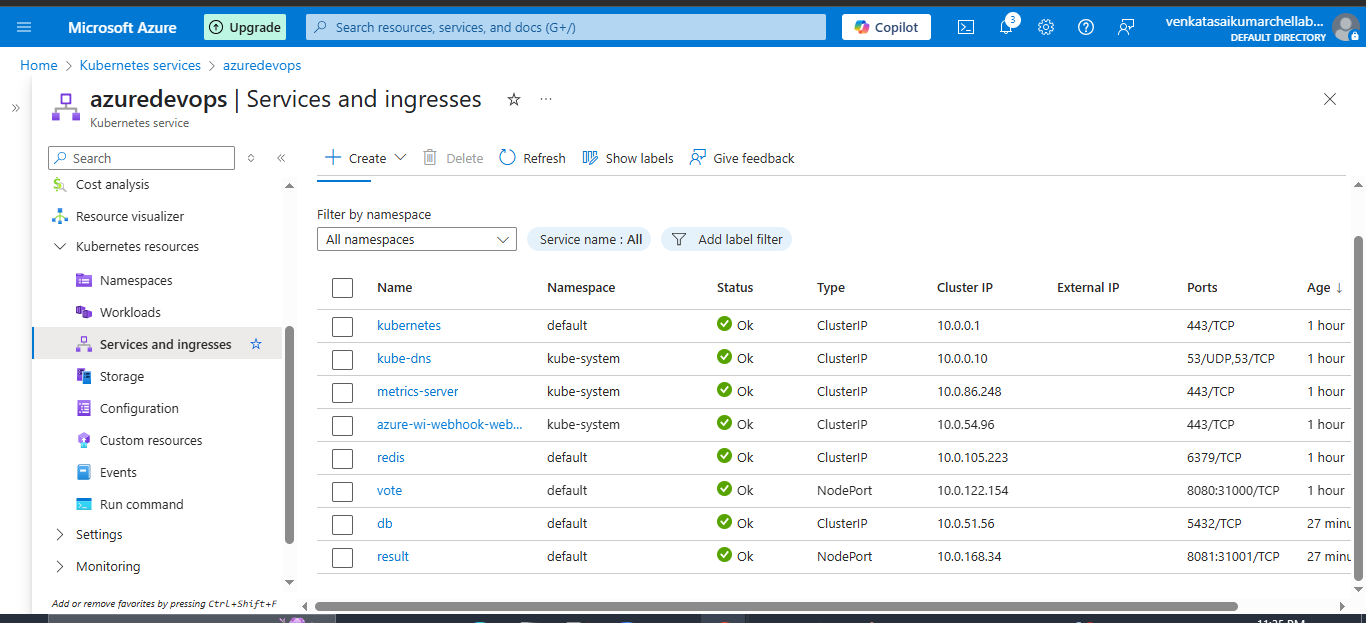 Microsoft Azure
Upgrade
Search resources, services, and docs (G+/)
Copilot
3
venkatasaikumarchellab...
DEFAULT DIRECTORY
Home > Kubernetes services > azuredevops
azuredevops | Services and ingresses
Kubernetes service
Search
Create
Delete
Refresh
Show labels
Give feedback
Cost analysis
Resource visualizer
Kubernetes resources
Namespaces
Workloads
Services and ingresses
Storage
Configuration
Custom resources
Events
Run command
Settings
Monitoring
Add or remove favorites by pressing Ctrl+Shift+F
Filter by namespace
All namespaces
Service name : All
Add label filter
Name Namespace Status Type Cluster IP External IP Ports Age ↓
kubernetes default Ok ClusterIP 10.0.0.1 443/TCP 1 hour
kube-dns kube-system Ok ClusterIP 10.0.0.10 53/UDP,53/TCP 1 hour
metrics-server kube-system Ok ClusterIP 10.0.86.248 443/TCP 1 hour
azure-wi-webhook-web... kube-system Ok ClusterIP 10.0.54.96 443/TCP 1 hour
redis default Ok ClusterIP 10.0.105.223 6379/TCP 1 hour
vote default Ok NodePort 10.0.122.154 8080:31000/TCP 1 hour
db default Ok ClusterIP 10.0.51.56 5432/TCP 27 minu
result default Ok NodePort 10.0.168.34 8081:31001/TCP 27 minu